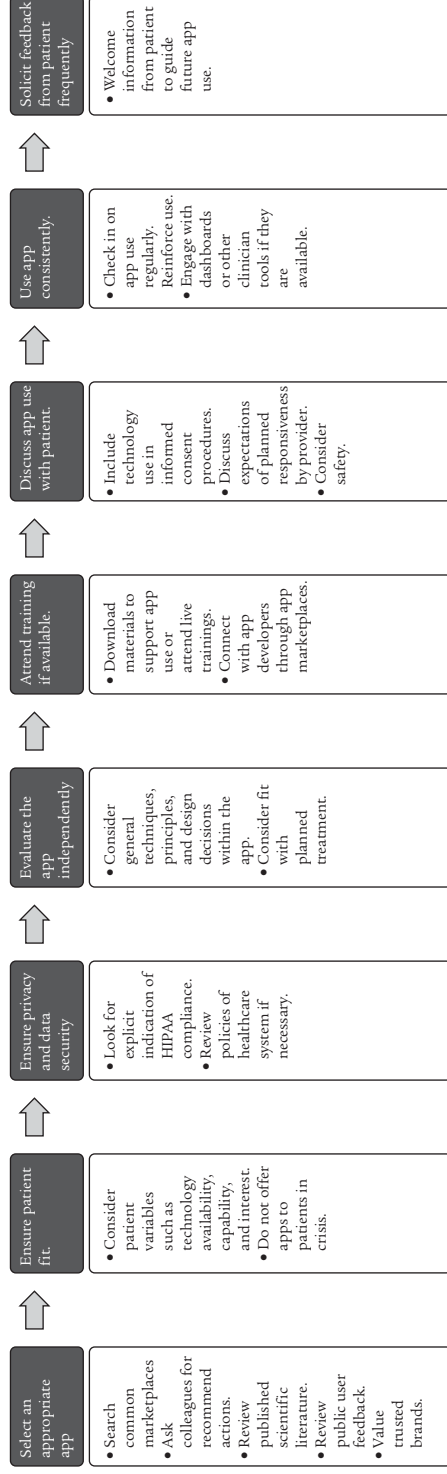 Select an
appropriate
app
• Search
common
marketplaces
• Ask
colleagues for
recommend
actions.
• Review
published
scientific
literature.
• Review
public user
feedback.
• Value
trusted
brands.
Ensure patient
fit.
• Consider
patient
variables
such as
technology
availability,
capability,
and interest.
• Do not offer
apps to
patients in
crisis.
Ensure privacy
and data
security
• Look for
explicit
indication of
HIPAA
compliance.
• Review
policies of
healthcare
system if
necessary.
Evaluate the
app
independently
• Consider
general
techniques,
principles,
and design
decisions
within the
app.
• Consider fit
with
planned
treatment.
Attend training
if available.
• Download
materials to
support app
use or
attend live
trainings.
• Connect
with app
developers
through app
marketplaces.
Discuss app use
with patient.
• Include
technology
use in
informed
consent
procedures.
• Discuss
expectations
of planned
responsiveness
by provider.
• Consider
safety.
Use app
consistently.
• Check in on
app use
regularly.
Reinforce use.
• Engage with
dashboards
or other
clinician
tools if they
are
available.
Solicit feedback
from patient
frequently
• Welcome
information
from patient
to guide
future app
use.